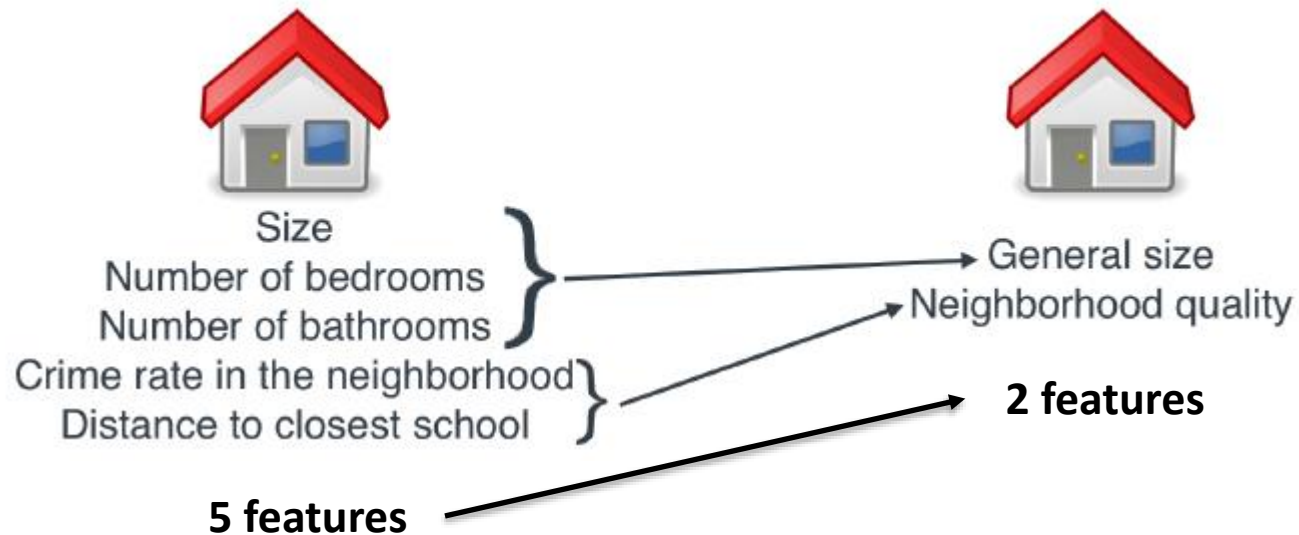 Size
Number of bedrooms
Number of bathrooms
Crime rate in the neighborhood
Distance to closest school
5 features
General size
Neighborhood quality
2 features